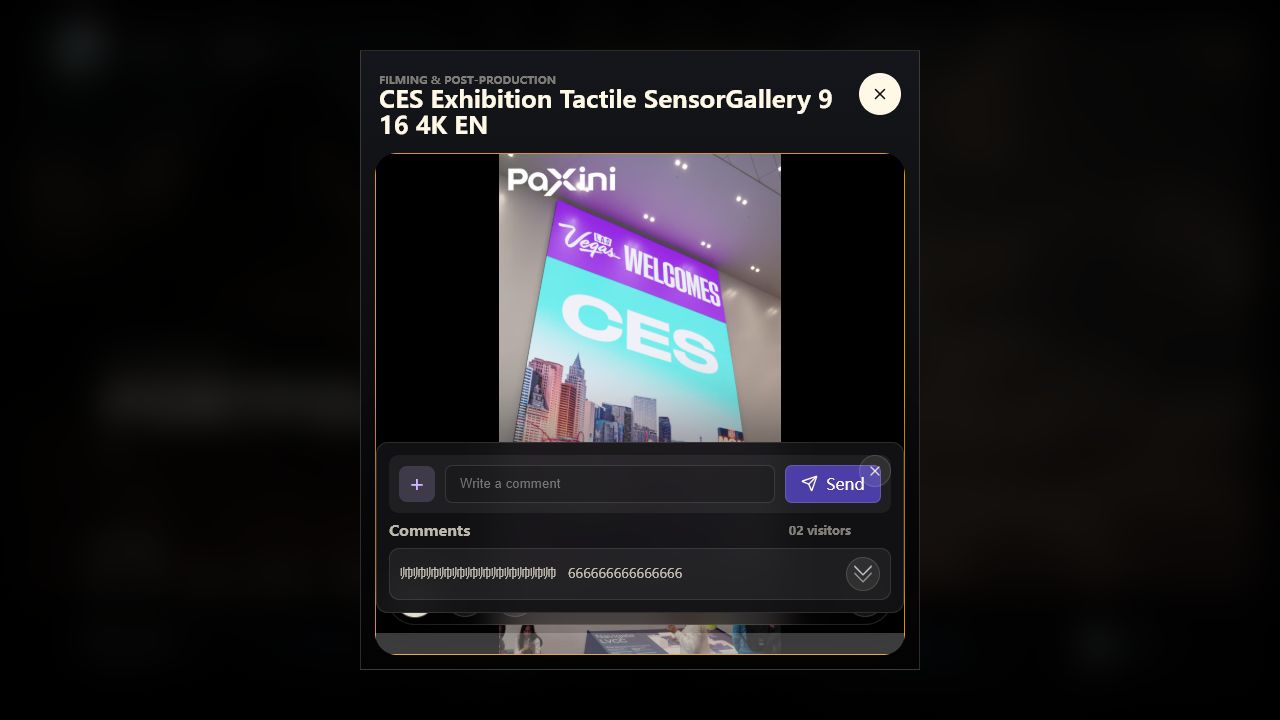 FILMING & POST-PRODUCTION
CES Exhibition Tactile SensorGallery 9
16 4K EN
PaXini
LAS
Vegas WELCOMES
CES
Write a comment
Send
Comments
02 visitors
666666666666666